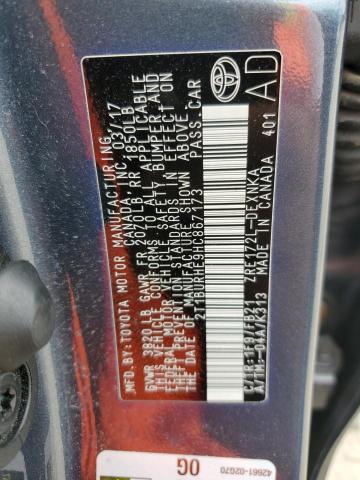 MFD.BY:TOYOTA MOTOR MANUFACTURING
CANADA, INC. 03/17
GVWR 3820LB GAWR FR 2020LB RR 1850LB
THIS VEHICLE CONFORMS TO ALL APPLICABLE
FEDERAL MOTOR VEHICLE SAFETY, BUMPER, AND
THEFT PREVENTION STANDARDS IN EFFECT ON
THE DATE OF MANUFACTURE SHOWN ABOVE.
2T1BURHE9HC867173 PASS.CAR
C/TR:1F9/FB21 ZRE172L-DEXNKA
A/TM:-04A/K313 MADE IN CANADA 401
AD
42661-02G70
0G